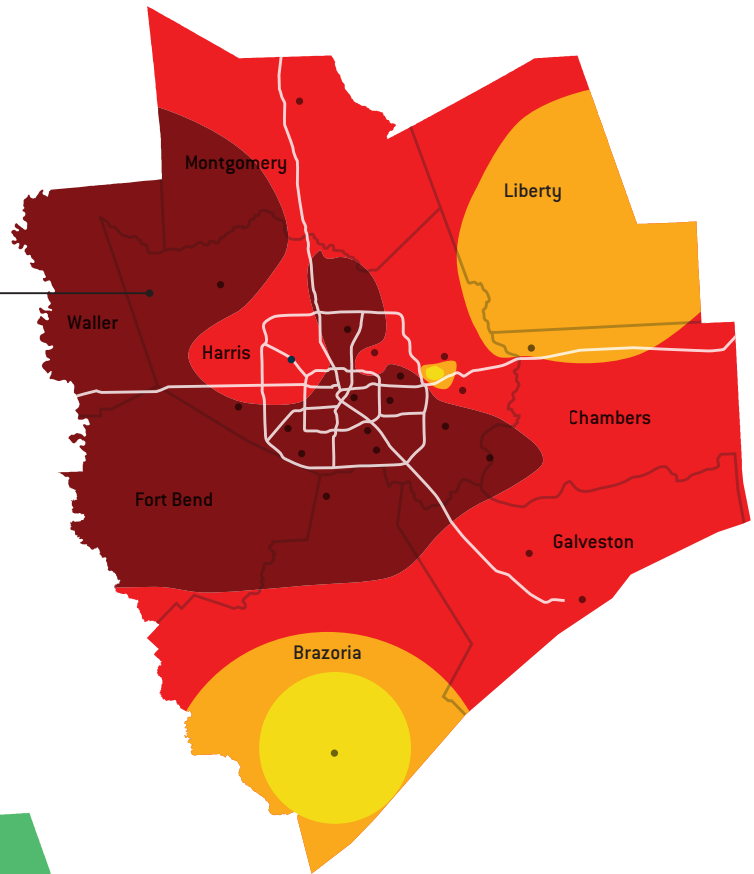 Montgomery
Liberty
Waller
Harris
Chambers
Fort Bend
Galveston
Brazoria